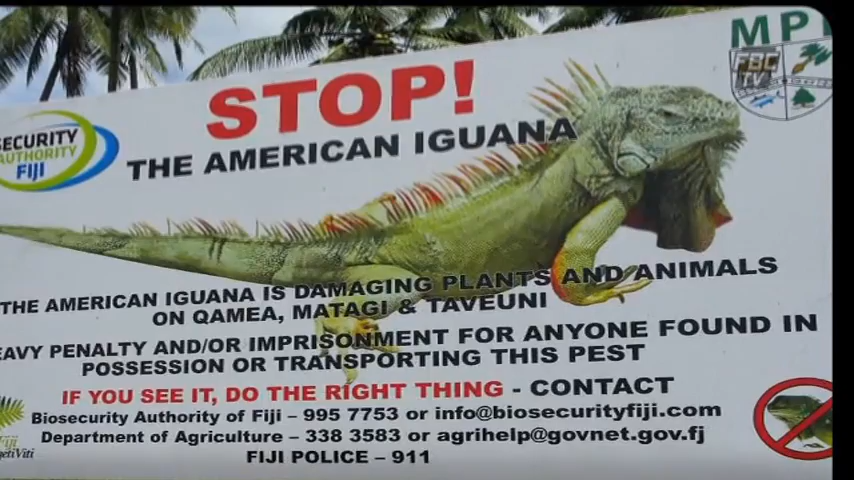 MPI
FBC
TV
STOP!
SECURITY
AUTHORITY OF
FIJI
THE AMERICAN IGUANA
THE AMERICAN IGUANA IS DAMAGING PLANTS AND ANIMALS
ON QAMEA, MATAGI & TAVEUNI
EAVY PENALTY AND/OR IMPRISONMENT FOR ANYONE FOUND IN
POSSESSION OR TRANSPORTING THIS PEST
IF YOU SEE IT, DO THE RIGHT THING - CONTACT
Biosecurity Authority of Fiji – 995 7753 or info@biosecurityfiji.com
Department of Agriculture – 338 3583 or agrihelp@govnet.gov.fj
FIJI POLICE – 911